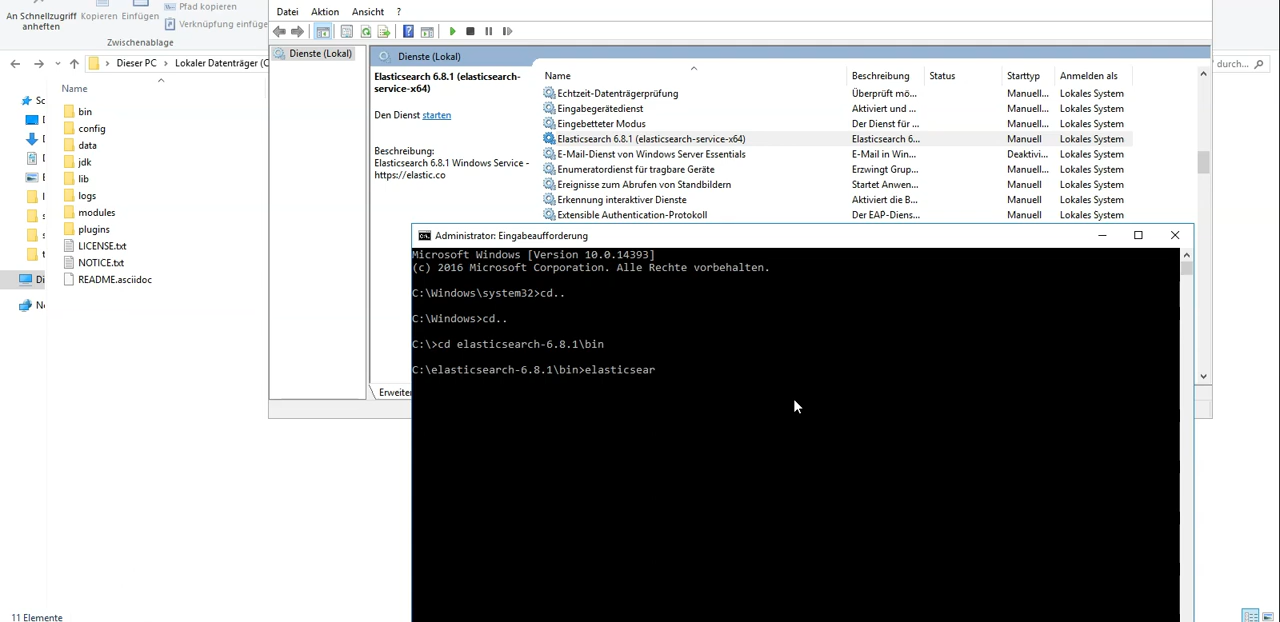 An Schnellzugriff anheften
Kopieren
Einfügen
Pfad kopieren
Verknüpfung einfüge
Zwischenablage
Dieser PC > Lokaler Datenträger (C
durch...
Name
bin
config
data
jdk
lib
logs
modules
plugins
LICENSE.txt
NOTICE.txt
README.asciidoc
11 Elemente
Datei Aktion Ansicht ?
Dienste (Lokal)
Dienste (Lokal)
Elasticsearch 6.8.1 (elasticsearch-
service-x64)
Den Dienst starten
Beschreibung:
Elasticsearch 6.8.1 Windows Service -
https://elastic.co
Name Beschreibung Status Starttyp Anmelden als
Echtzeit-Datenträgerprüfung Überprüft mö... Manuell... Lokales System
Eingabegerätedienst Aktiviert und ... Manuell... Lokales System
Eingebetteter Modus Der Dienst für ... Manuell... Lokales System
Elasticsearch 6.8.1 (elasticsearch-service-x64) Elasticsearch 6... Manuell Lokales System
E-Mail-Dienst von Windows Server Essentials E-Mail in Win... Deaktivi... Lokales System
Enumeratordienst für tragbare Geräte Erzwingt Grup... Manuell... Lokales System
Ereignisse zum Abrufen von Standbildern Startet Anwen... Manuell Lokales System
Erkennung interaktiver Dienste Aktiviert die B... Manuell Lokales System
Extensible Authentication-Protokoll Der EAP-Diens... Manuell Lokales System
Erweiter
Administrator: Eingabeaufforderung
Microsoft Windows [Version 10.0.14393]
(c) 2016 Microsoft Corporation. Alle Rechte vorbehalten.
C:\Windows\system32>cd..
C:\Windows>cd..
C:\>cd elasticsearch-6.8.1\bin
C:\elasticsearch-6.8.1\bin>elasticsear